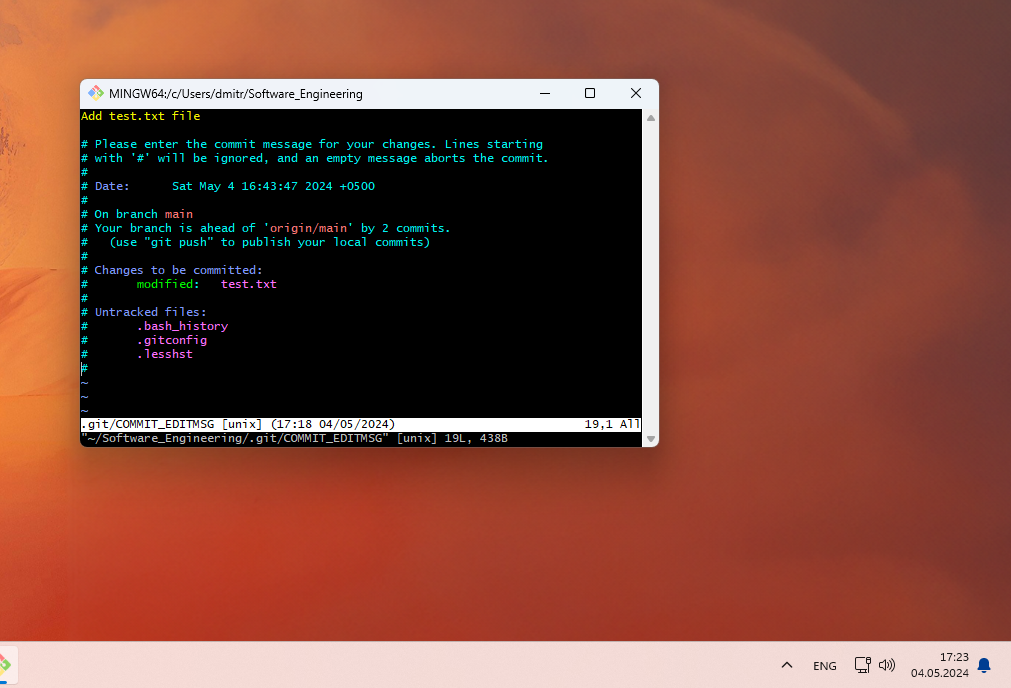 MINGW64:/c/Users/dmitr/Software_Engineering
Add test.txt file
# Please enter the commit message for your changes. Lines starting
# with '#' will be ignored, and an empty message aborts the commit.
#
# Date:      Sat May 4 16:43:47 2024 +0500
#
# On branch main
# Your branch is ahead of 'origin/main' by 2 commits.
#   (use "git push" to publish your local commits)
#
# Changes to be committed:
#       modified:   test.txt
#
# Untracked files:
#       .bash_history
#       .gitconfig
#       .lesshst
#
~
~
~
.git/COMMIT_EDITMSG [unix] (17:18 04/05/2024)                           19,1 All
"~/Software_Engineering/.git/COMMIT_EDITMSG" [unix] 19L, 438B
ENG
17:23
04.05.2024